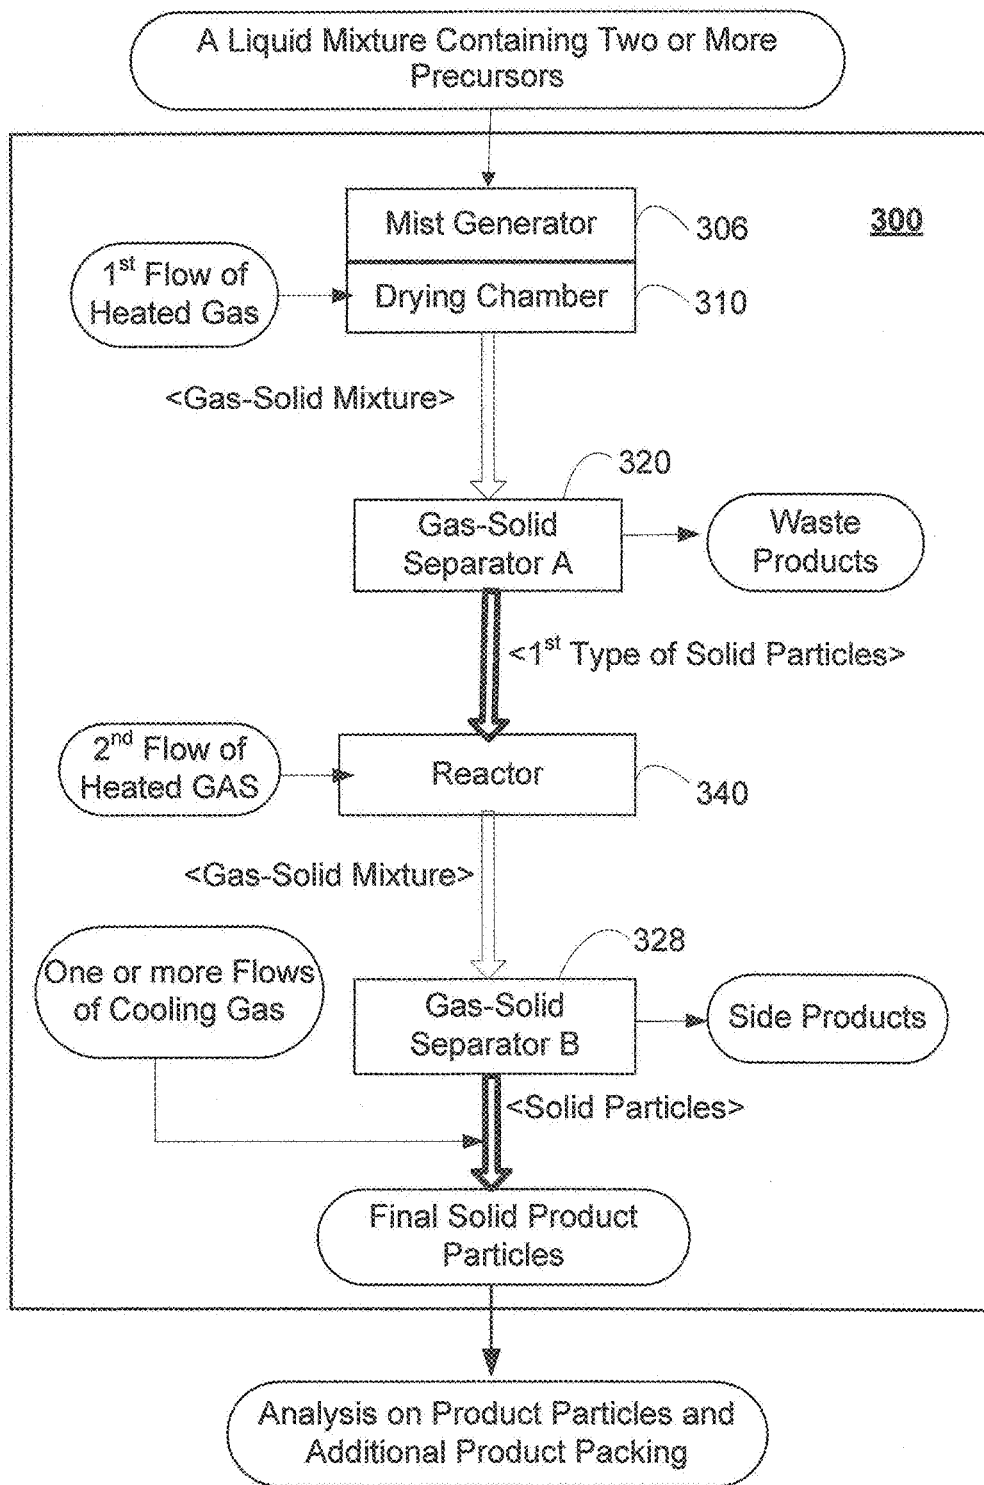 A Liquid Mixture Containing Two or More
Precursors
300
Mist Generator
306
1st Flow of
Heated Gas
Drying Chamber
310
<Gas-Solid Mixture>
320
Gas-Solid
Separator A
Waste
Products
<1st Type of Solid Particles>
2nd Flow of
Heated GAS
Reactor
340
<Gas-Solid Mixture>
328
One or more Flows
of Cooling Gas
Gas-Solid
Separator B
Side Products
<Solid Particles>
Final Solid Product
Particles
Analysis on Product Particles and
Additional Product Packing